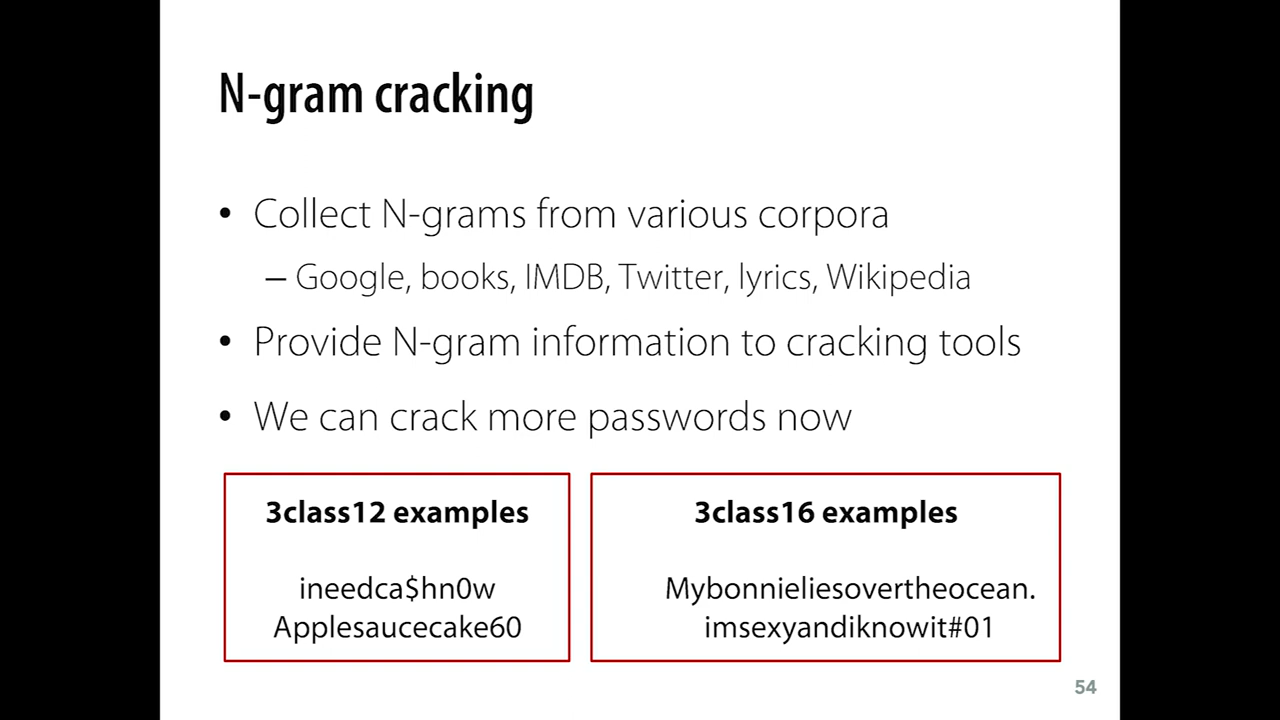 N-gram cracking
• Collect N-grams from various corpora
– Google, books, IMDB, Twitter, lyrics, Wikipedia
• Provide N-gram information to cracking tools
• We can crack more passwords now
3class12 examples
ineedca$hn0w
Applesaucecake60
3class16 examples
Mybonnieliesovertheocean.
imsexyandiknowit#01
54